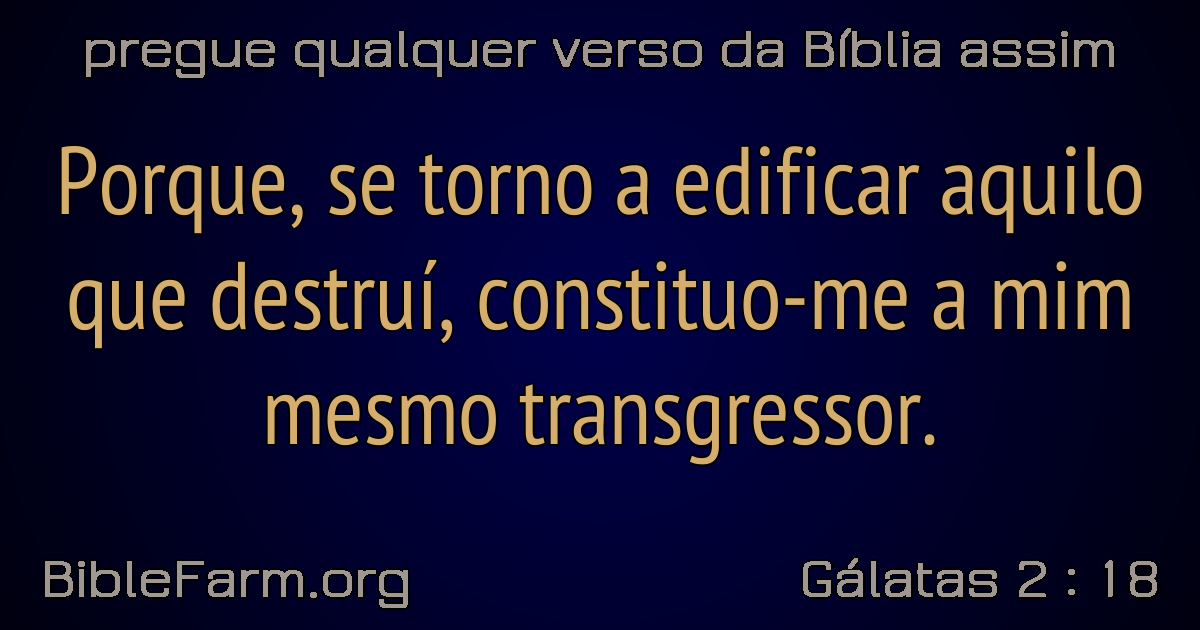 pregue qualquer verso da Bíblia assim
Porque, se torno a edificar aquilo
que destruí, constituo-me a mim
mesmo transgressor.
BibleFarm.org
Gálatas 2 : 18